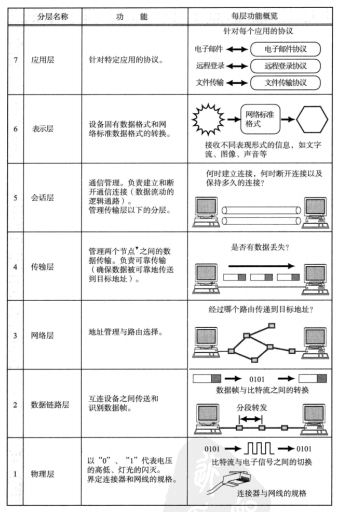 分层名称 功 能 每层功能概览
7 应用层 针对特定应用的协议。
针对每个应用的协议
电子邮件 电子邮件协议
远程登录 远程登录协议
文件传输 文件传输协议
6 表示层 设备固有数据格式和网
络标准数据格式的转换。
网络标准
格式
接收不同表现形式的信息，如文字
流、图像、声音等
5 会话层 通信管理。负责建立和断
开通信连接（数据流动的
逻辑通路）。
管理传输层以下的分层。
何时建立连接，何时断开连接以及
保持多久的连接?
4 传输层 管理两个节点▼之间的数
据传输。负责可靠传输
（确保数据被可靠地传送
到目标地址）。
是否有数据丢失?
3 网络层 地址管理与路由选择。
经过哪个路由传递到目标地址?
2 数据链路层 互连设备之间传送和
识别数据帧。
0101
数据帧与比特流之间的转换
分段转发
1 物理层 以“0”、“1”代表电压
的高低、灯光的闪灭。
界定连接器和网线的规格。
0101 0101
比特流与电子信号之间的切换
连接器与网线的规格